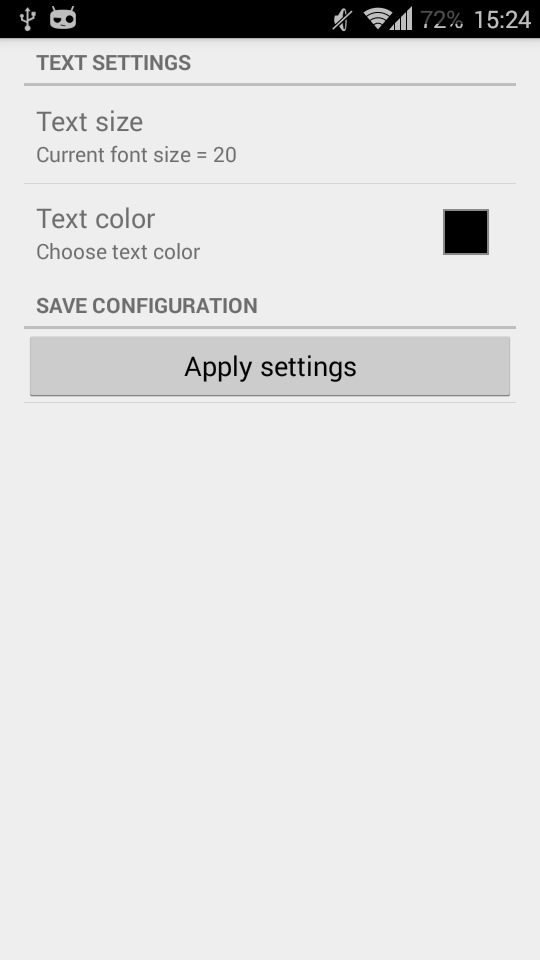 72% 15:24
TEXT SETTINGS
Text size
Current font size = 20
Text color
Choose text color
SAVE CONFIGURATION
Apply settings